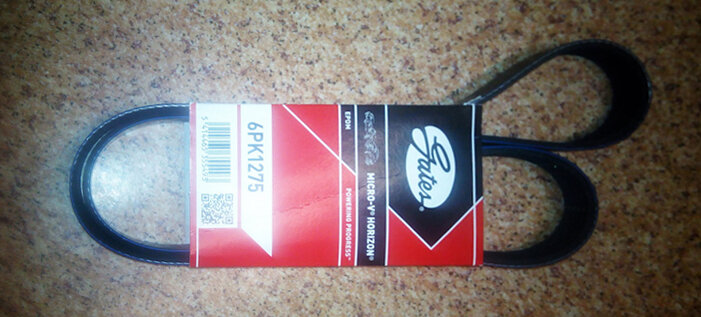 Gates®
MICRO-V® HORIZON®
POWERING PROGRESS™
EPDM
6PK1275